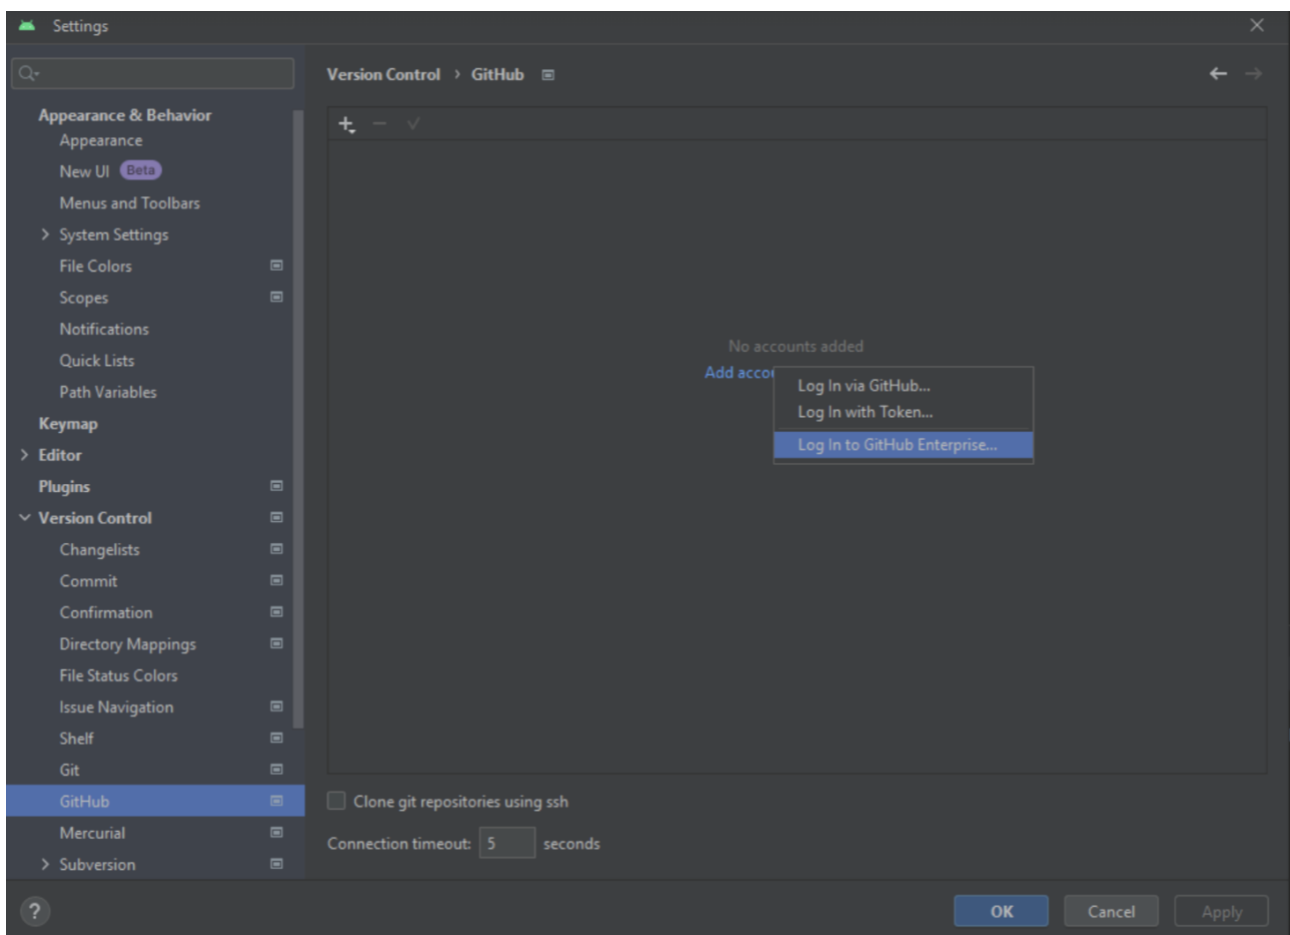 Settings
Version Control › GitHub
Appearance & Behavior
Appearance
New UI Beta
Menus and Toolbars
System Settings
File Colors
Scopes
Notifications
Quick Lists
Path Variables
Keymap
Editor
Plugins
Version Control
Changelists
Commit
Confirmation
Directory Mappings
File Status Colors
Issue Navigation
Shelf
Git
GitHub
Mercurial
Subversion
No accounts added
Add accou
Log In via GitHub...
Log In with Token...
Log In to GitHub Enterprise...
Clone git repositories using ssh
Connection timeout: 5 seconds
?
OK Cancel Apply